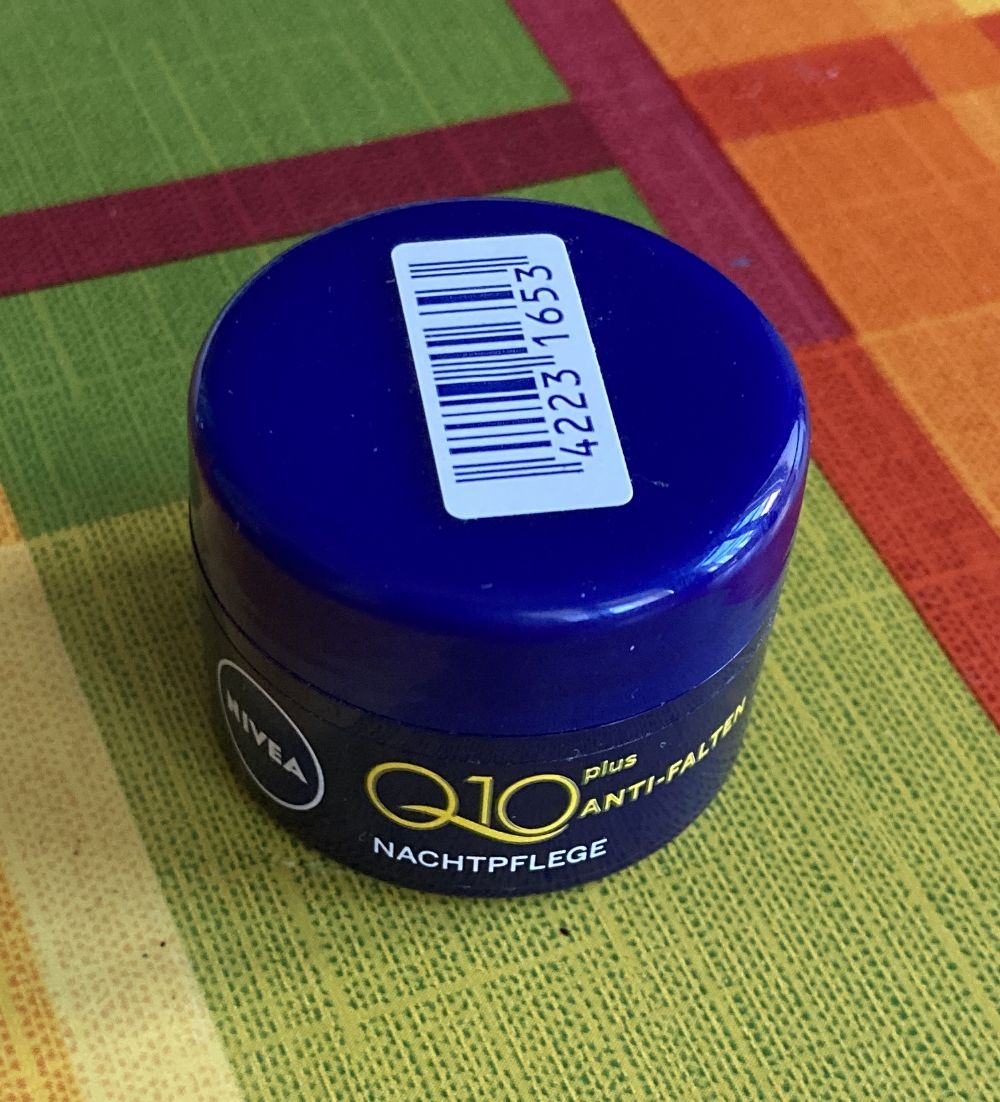 4223 1653
NIVEA
Q10 plus
ANTI-FALTEN
NACHTPFLEGE